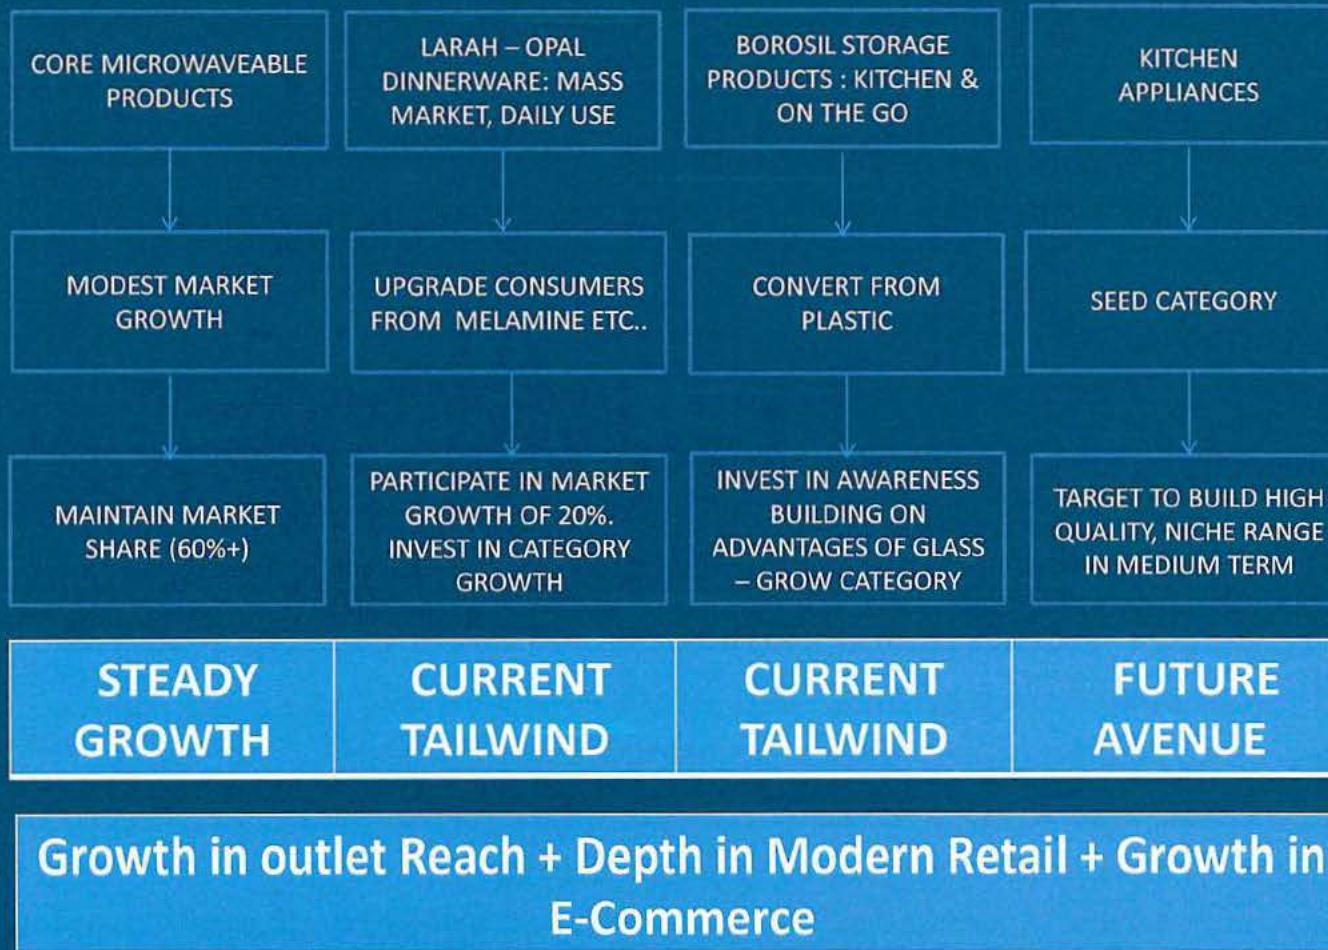 CORE MICROWAVEABLE
PRODUCTS
LARAH – OPAL
DINNERWARE: MASS
MARKET, DAILY USE
BOROSIL STORAGE
PRODUCTS : KITCHEN &
ON THE GO
KITCHEN
APPLIANCES
MODEST MARKET
GROWTH
UPGRADE CONSUMERS
FROM MELAMINE ETC..
CONVERT FROM
PLASTIC
SEED CATEGORY
MAINTAIN MARKET
SHARE (60%+)
PARTICIPATE IN MARKET
GROWTH OF 20%.
INVEST IN CATEGORY
GROWTH
INVEST IN AWARENESS
BUILDING ON
ADVANTAGES OF GLASS
– GROW CATEGORY
TARGET TO BUILD HIGH
QUALITY, NICHE RANGE
IN MEDIUM TERM
STEADY
GROWTH
CURRENT
TAILWIND
CURRENT
TAILWIND
FUTURE
AVENUE
Growth in outlet Reach + Depth in Modern Retail + Growth in
E-Commerce